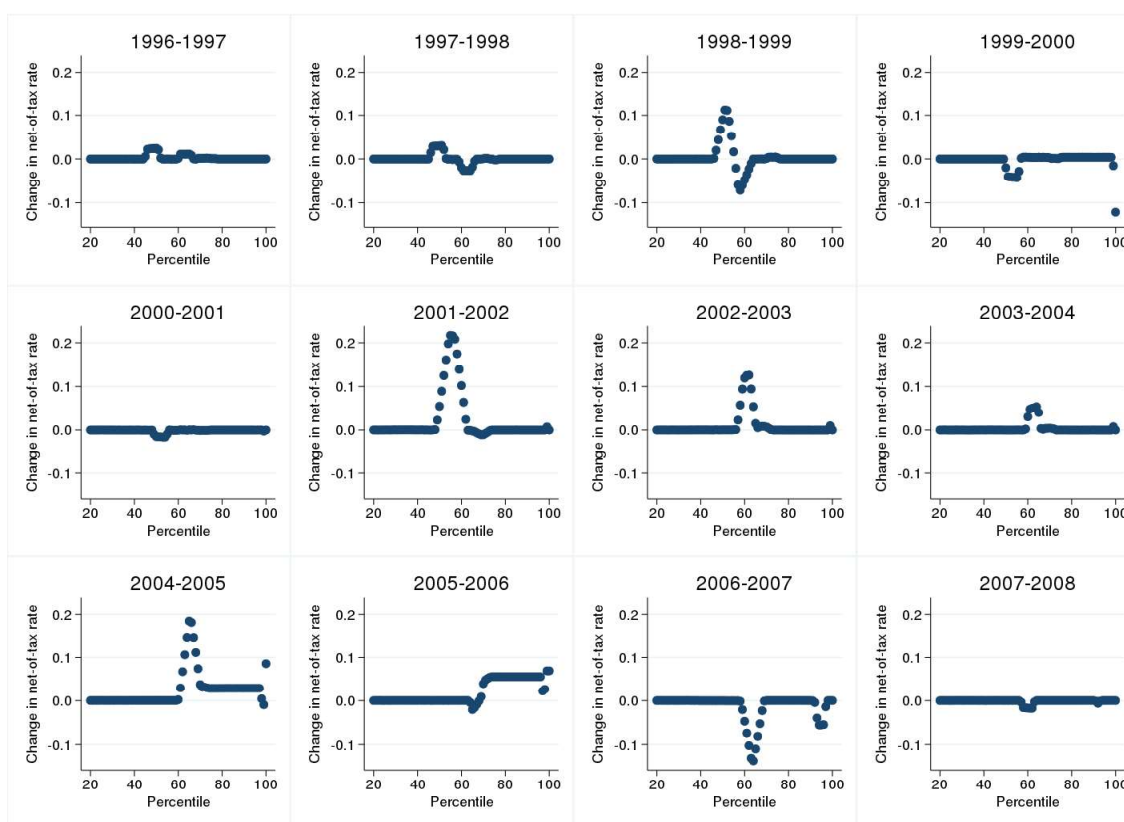 1996-1997
0.2
0.1
0.0
-0.1
Change in net-of-tax rate
20 40 60 80 100
Percentile
1997-1998
0.2
0.1
0.0
-0.1
Change in net-of-tax rate
20 40 60 80 100
Percentile
1998-1999
0.2
0.1
0.0
-0.1
Change in net-of-tax rate
20 40 60 80 100
Percentile
1999-2000
0.2
0.1
0.0
-0.1
Change in net-of-tax rate
20 40 60 80 100
Percentile
2000-2001
0.2
0.1
0.0
-0.1
Change in net-of-tax rate
20 40 60 80 100
Percentile
2001-2002
0.2
0.1
0.0
-0.1
Change in net-of-tax rate
20 40 60 80 100
Percentile
2002-2003
0.2
0.1
0.0
-0.1
Change in net-of-tax rate
20 40 60 80 100
Percentile
2003-2004
0.2
0.1
0.0
-0.1
Change in net-of-tax rate
20 40 60 80 100
Percentile
2004-2005
0.2
0.1
0.0
-0.1
Change in net-of-tax rate
20 40 60 80 100
Percentile
2005-2006
0.2
0.1
0.0
-0.1
Change in net-of-tax rate
20 40 60 80 100
Percentile
2006-2007
0.2
0.1
0.0
-0.1
Change in net-of-tax rate
20 40 60 80 100
Percentile
2007-2008
0.2
0.1
0.0
-0.1
Change in net-of-tax rate
20 40 60 80 100
Percentile